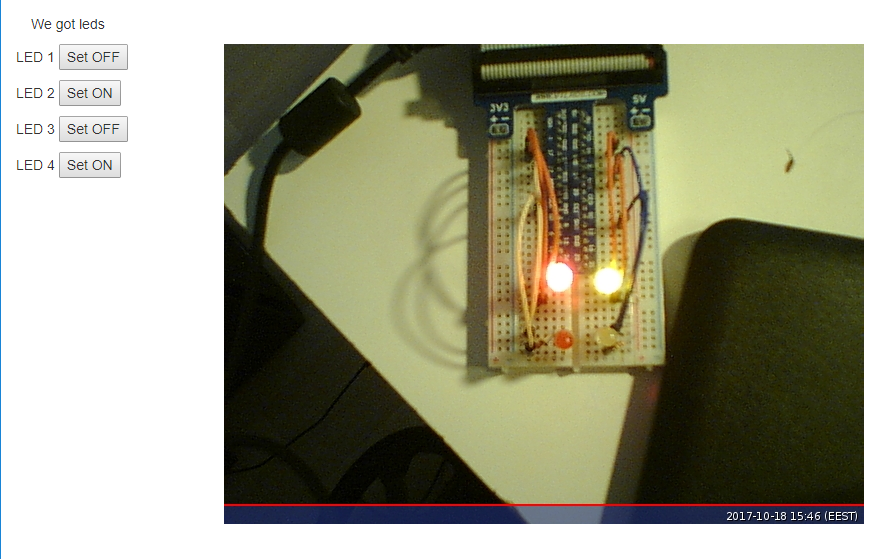 We got leds
LED 1 Set OFF
LED 2 Set ON
LED 3 Set OFF
LED 4 Set ON
3V3
5V
2017-10-18 15:46 (EEST)